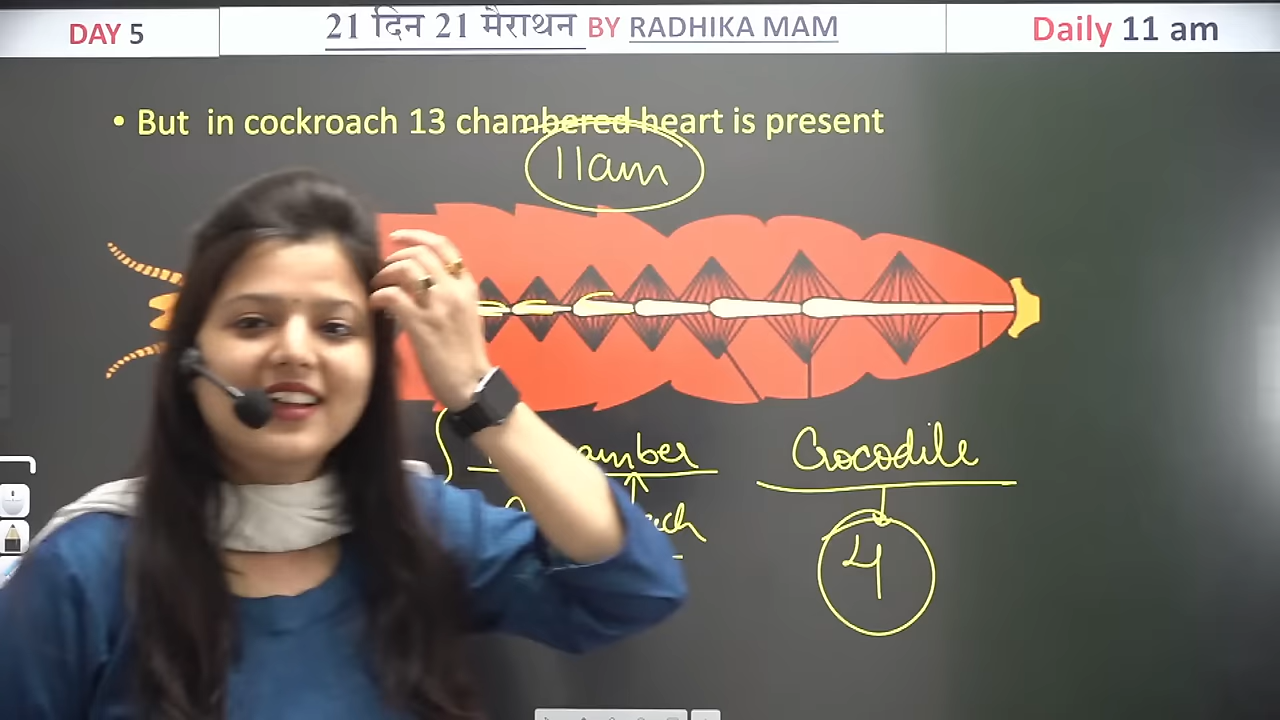 DAY 5
21 दिन 21 मैराथन BY RADHIKA MAM
Daily 11 am
• But in cockroach 13 chambered heart is present
11am
Crocodile
4